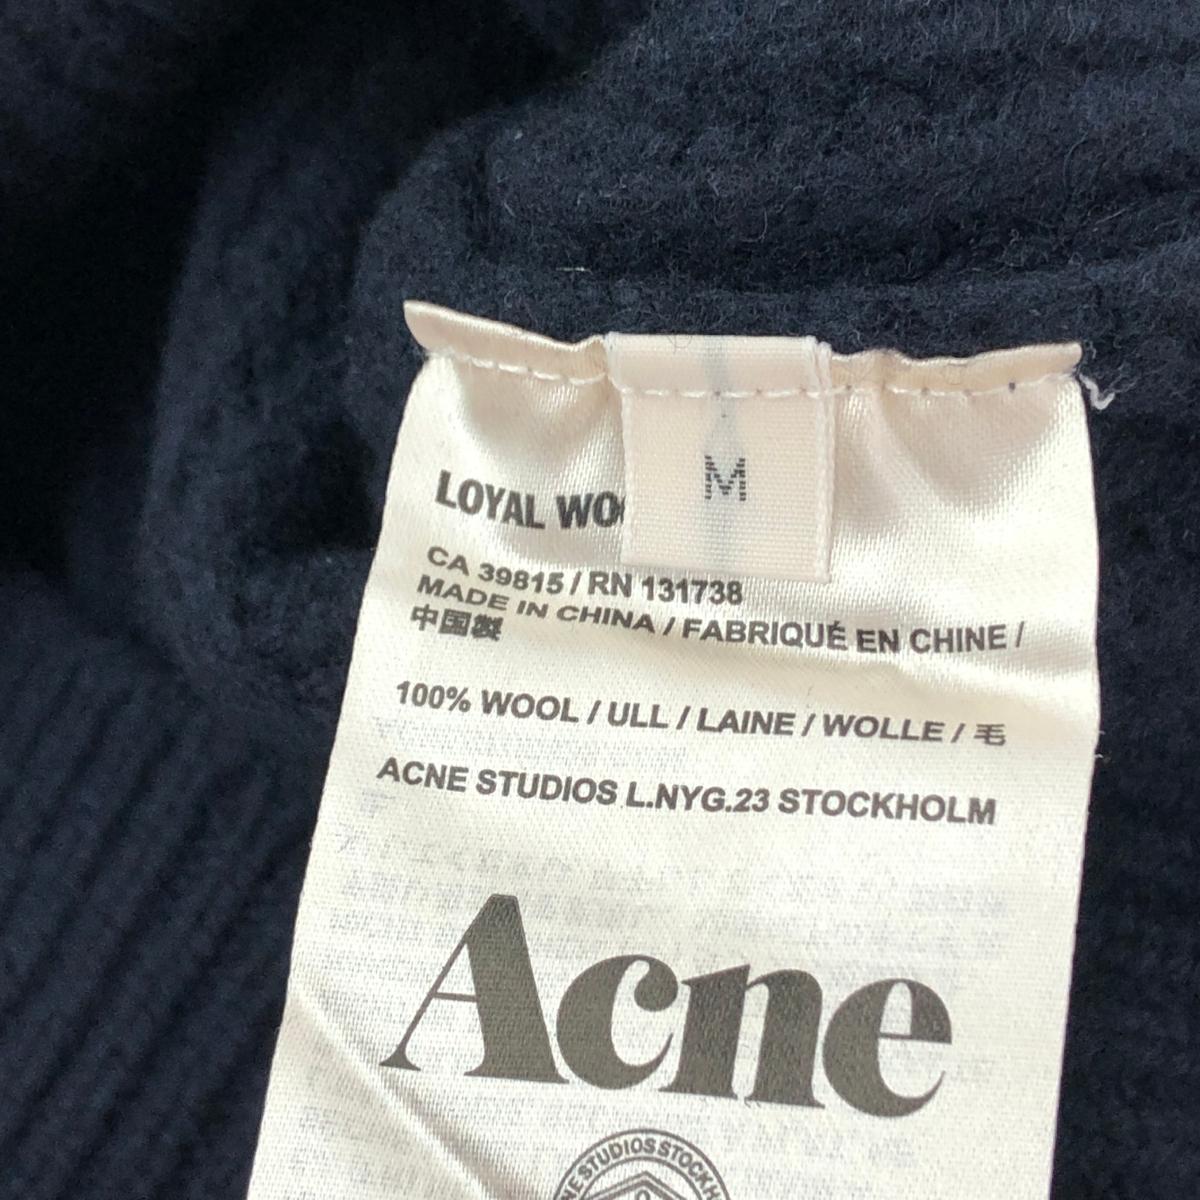 M
LOYAL
CA 39815 / RN 131738
MADE IN CHINA / FABRIQUÉ EN CHINE /
中国製
100% WOOL / ULL / LAINE / WOLLE / 毛
ACNE STUDIOS L.NYG.23 STOCKHOLM
Acne
STUDIOS